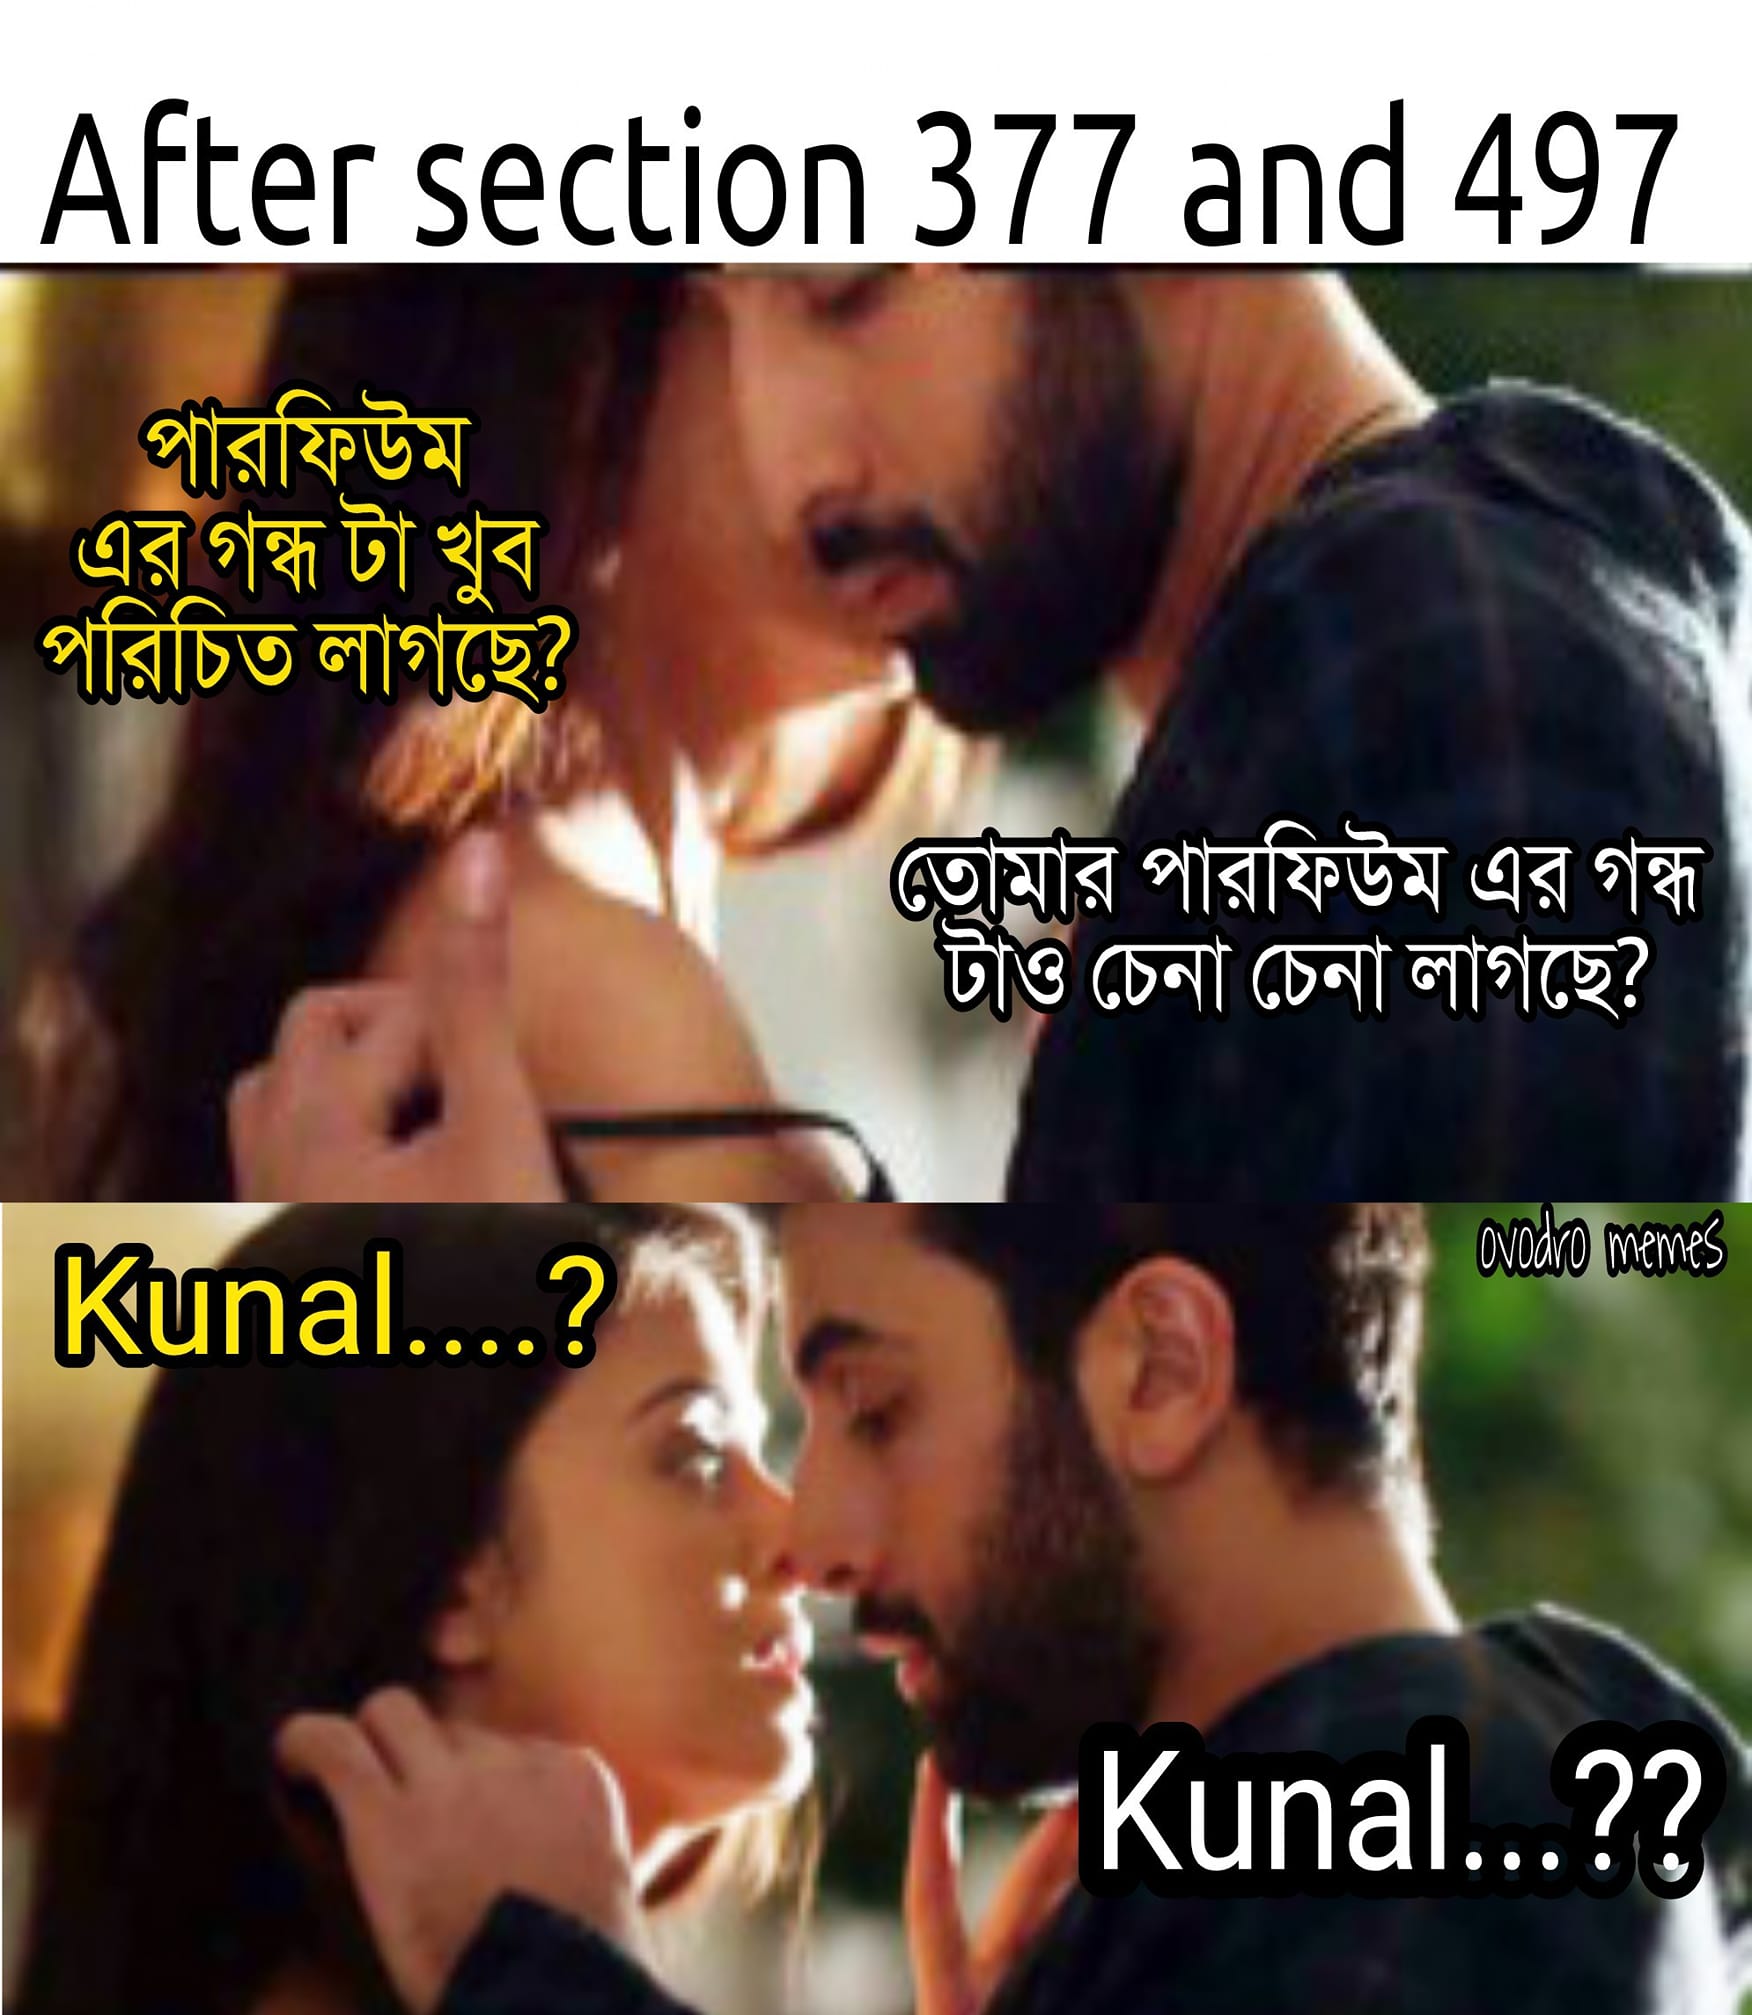 After section 377 and 497
পারফিউম
এর গন্ধ টা খুব
পরিচিত লাগছে?
তোমার পারফিউম এর গন্ধ
টাও চেনা চেনা লাগছে?
ovodro memes
Kunal....?
Kunal...??